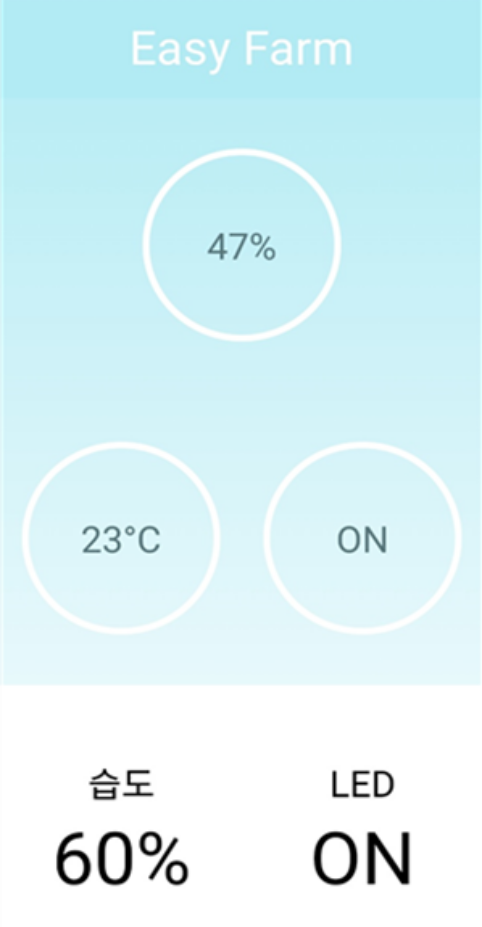 Easy Farm
47%
23°C
ON
습도
LED
60%
ON